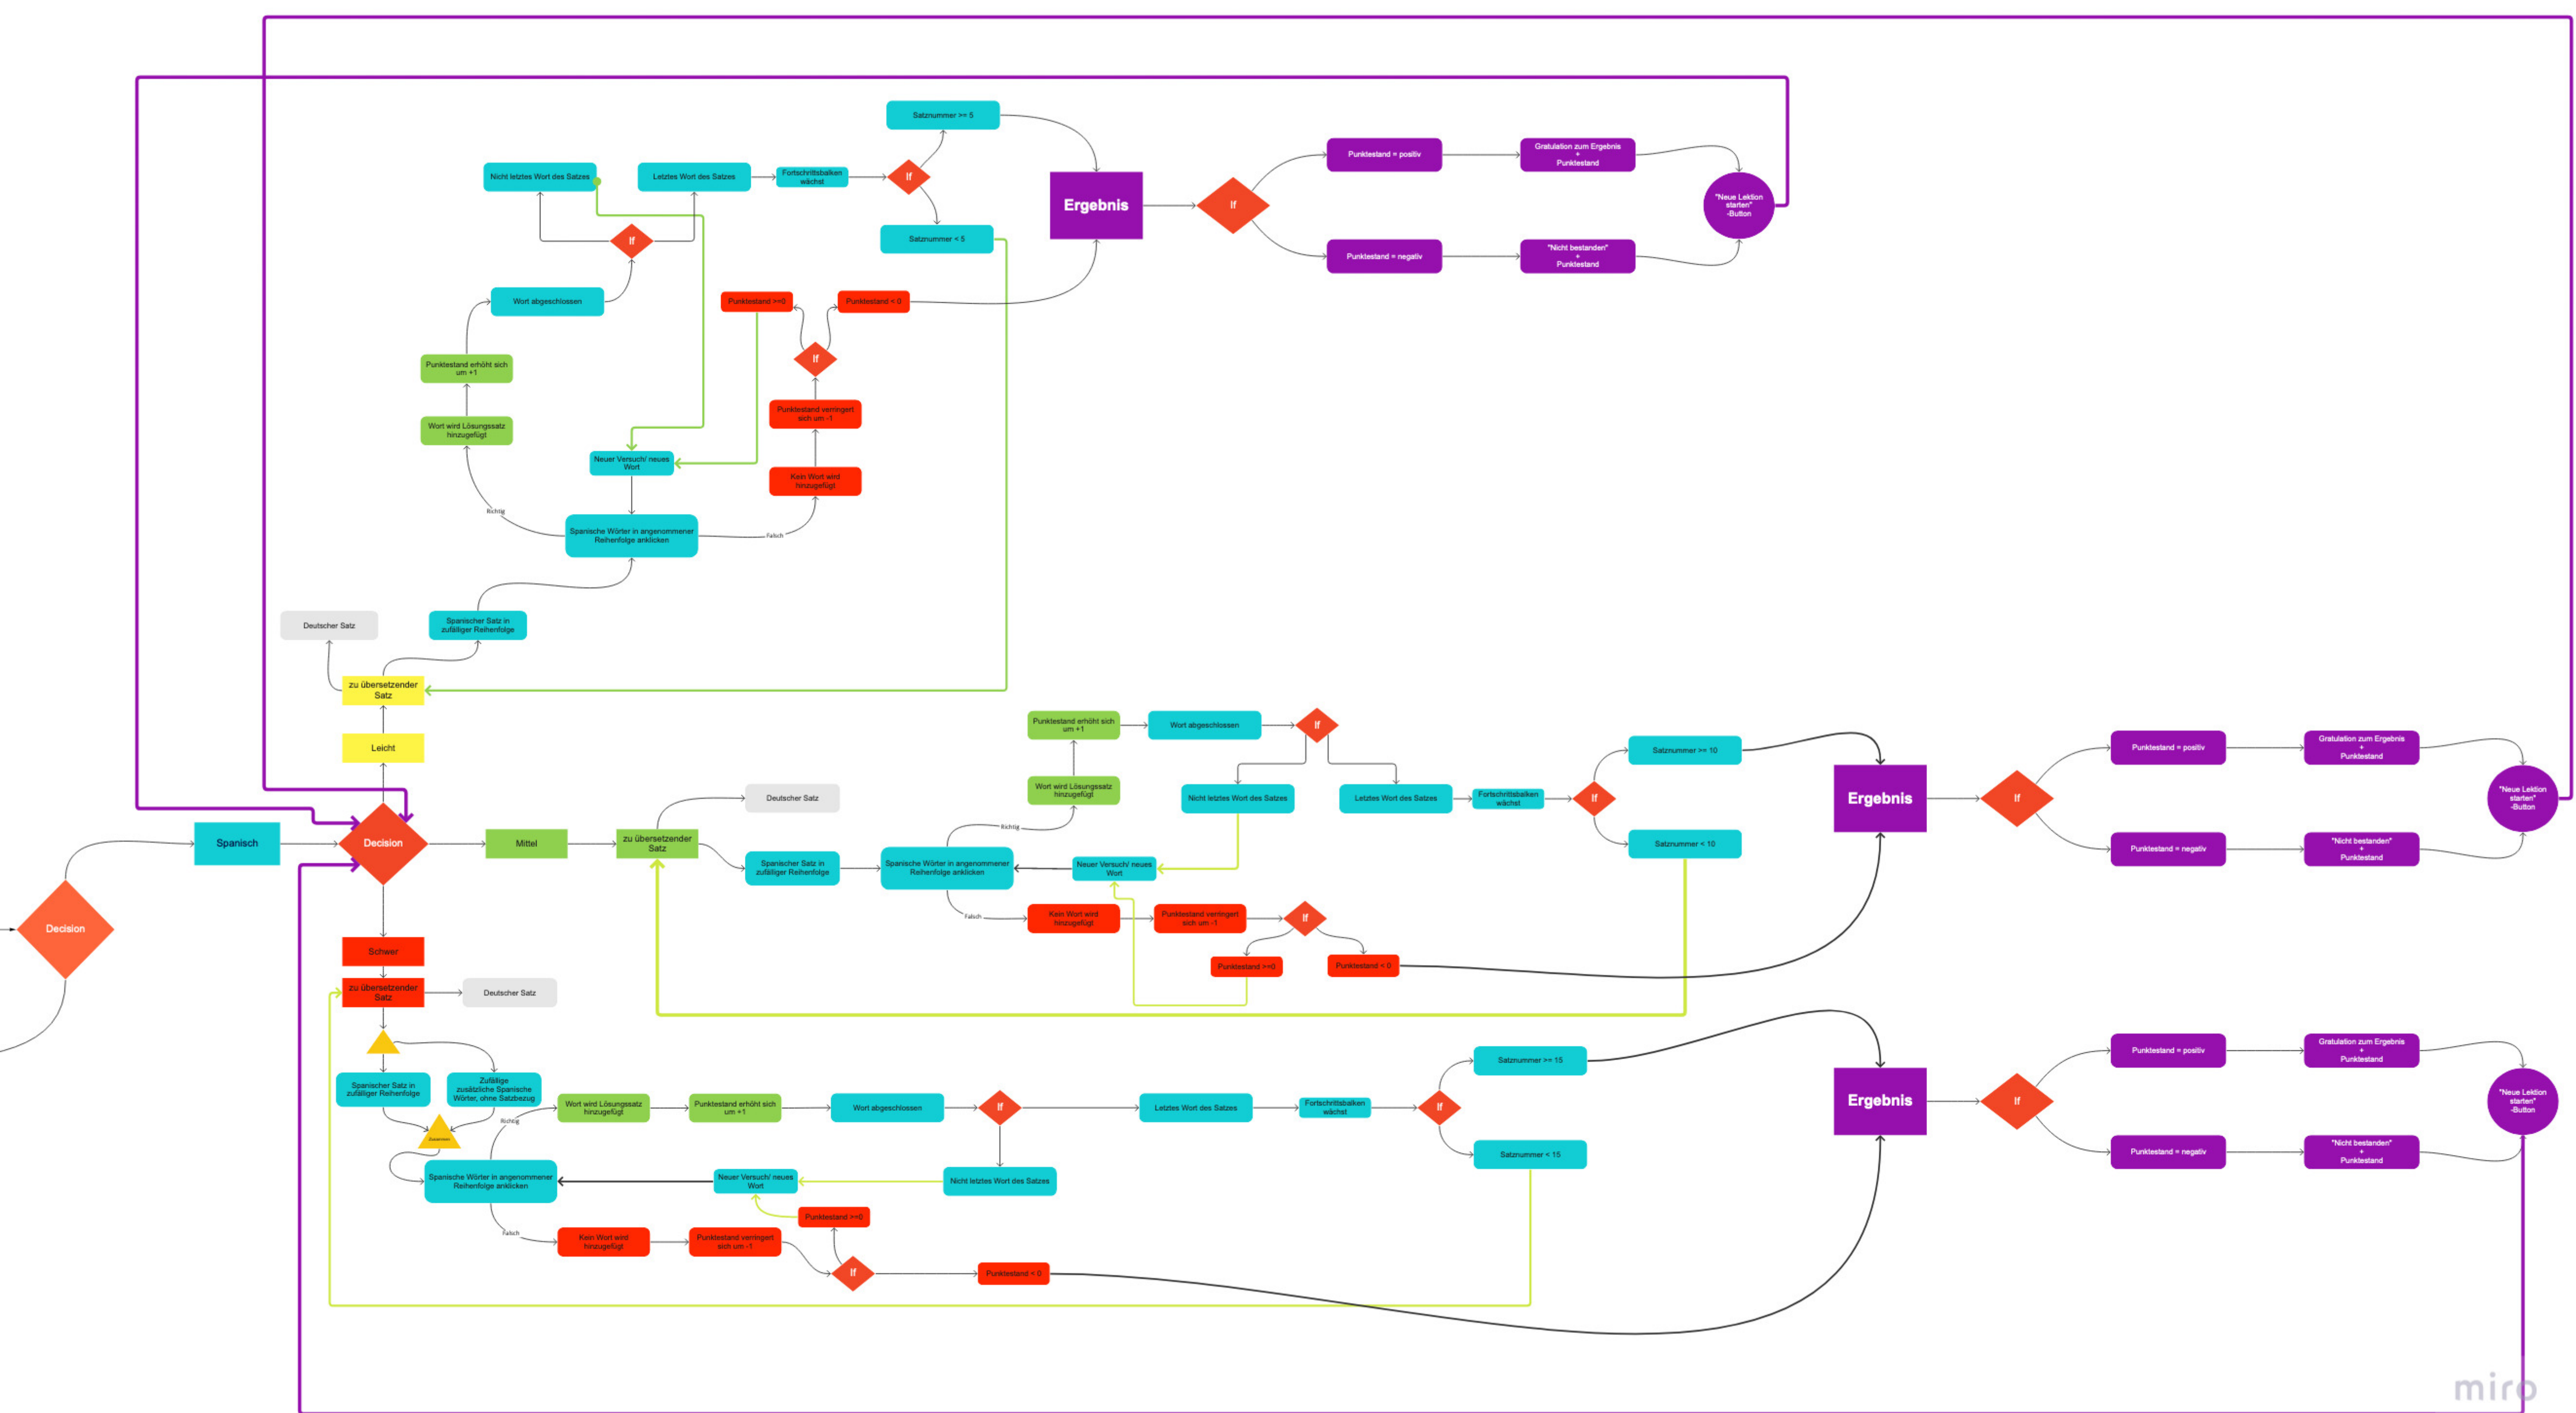 Satznummer >= 5
Nicht letztes Wort des Satzes
Letztes Wort des Satzes
Fortschrittsbalken
wächst
If
Satznummer < 5
If
Wort abgeschlossen
Punktestand >=0
Punktestand < 0
If
Punktestand erhöht sich
um +1
Punktestand verringert
sich um -1
Wort wird Lösungssatz
hinzugefügt
Neuer Versuch/ neues
Wort
Kein Wort wird
hinzugefügt
Richtig
Spanische Wörter in angenommener
Reihenfolge anklicken
Falsch
Ergebnis
If
Punktestand = positiv
Gratulation zum Ergebnis
+
Punktestand
"Neue Lektion
starten"
-Button
Punktestand = negativ
"Nicht bestanden"
+
Punktestand
Deutscher Satz
Spanischer Satz in
zufälliger Reihenfolge
zu übersetzender
Satz
Leicht
Decision
Spanisch
Decision
Mittel
zu übersetzender
Satz
Deutscher Satz
Spanischer Satz in
zufälliger Reihenfolge
Spanische Wörter in angenommener
Reihenfolge anklicken
Richtig
Wort wird Lösungssatz
hinzugefügt
Punktestand erhöht sich
um +1
Wort abgeschlossen
If
Nicht letztes Wort des Satzes
Letztes Wort des Satzes
Fortschrittsbalken
wächst
If
Satznummer >= 10
Satznummer < 10
Neuer Versuch/ neues
Wort
Falsch
Kein Wort wird
hinzugefügt
Punktestand verringert
sich um -1
If
Punktestand >=0
Punktestand < 0
Ergebnis
If
Punktestand = positiv
Gratulation zum Ergebnis
+
Punktestand
"Neue Lektion
starten"
-Button
Punktestand = negativ
"Nicht bestanden"
+
Punktestand
Schwer
zu übersetzender
Satz
Deutscher Satz
Spanischer Satz in
zufälliger Reihenfolge
Zufällige
zusätzliche Spanische
Wörter, ohne Satzbezug
Spanische Wörter in angenommener
Reihenfolge anklicken
Richtig
Wort wird Lösungssatz
hinzugefügt
Punktestand erhöht sich
um +1
Wort abgeschlossen
If
Letztes Wort des Satzes
Fortschrittsbalken
wächst
If
Satznummer >= 15
Satznummer < 15
Neuer Versuch/ neues
Wort
Nicht letztes Wort des Satzes
Falsch
Kein Wort wird
hinzugefügt
Punktestand verringert
sich um -1
Punktestand >=0
If
Punktestand < 0
Ergebnis
If
Punktestand = positiv
Gratulation zum Ergebnis
+
Punktestand
"Neue Lektion
starten"
-Button
Punktestand = negativ
"Nicht bestanden"
+
Punktestand
miro